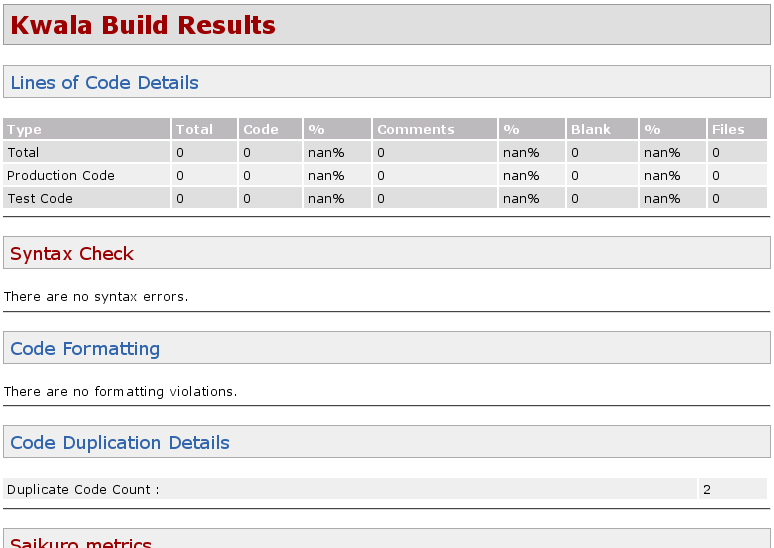 Kwala Build Results
Lines of Code Details
Type Total Code % Comments % Blank % Files
Total 0 0 nan% 0 nan% 0 nan% 0
Production Code 0 0 nan% 0 nan% 0 nan% 0
Test Code 0 0 nan% 0 nan% 0 nan% 0
Syntax Check
There are no syntax errors.
Code Formatting
There are no formatting violations.
Code Duplication Details
Duplicate Code Count : 2
Saikuro metrics